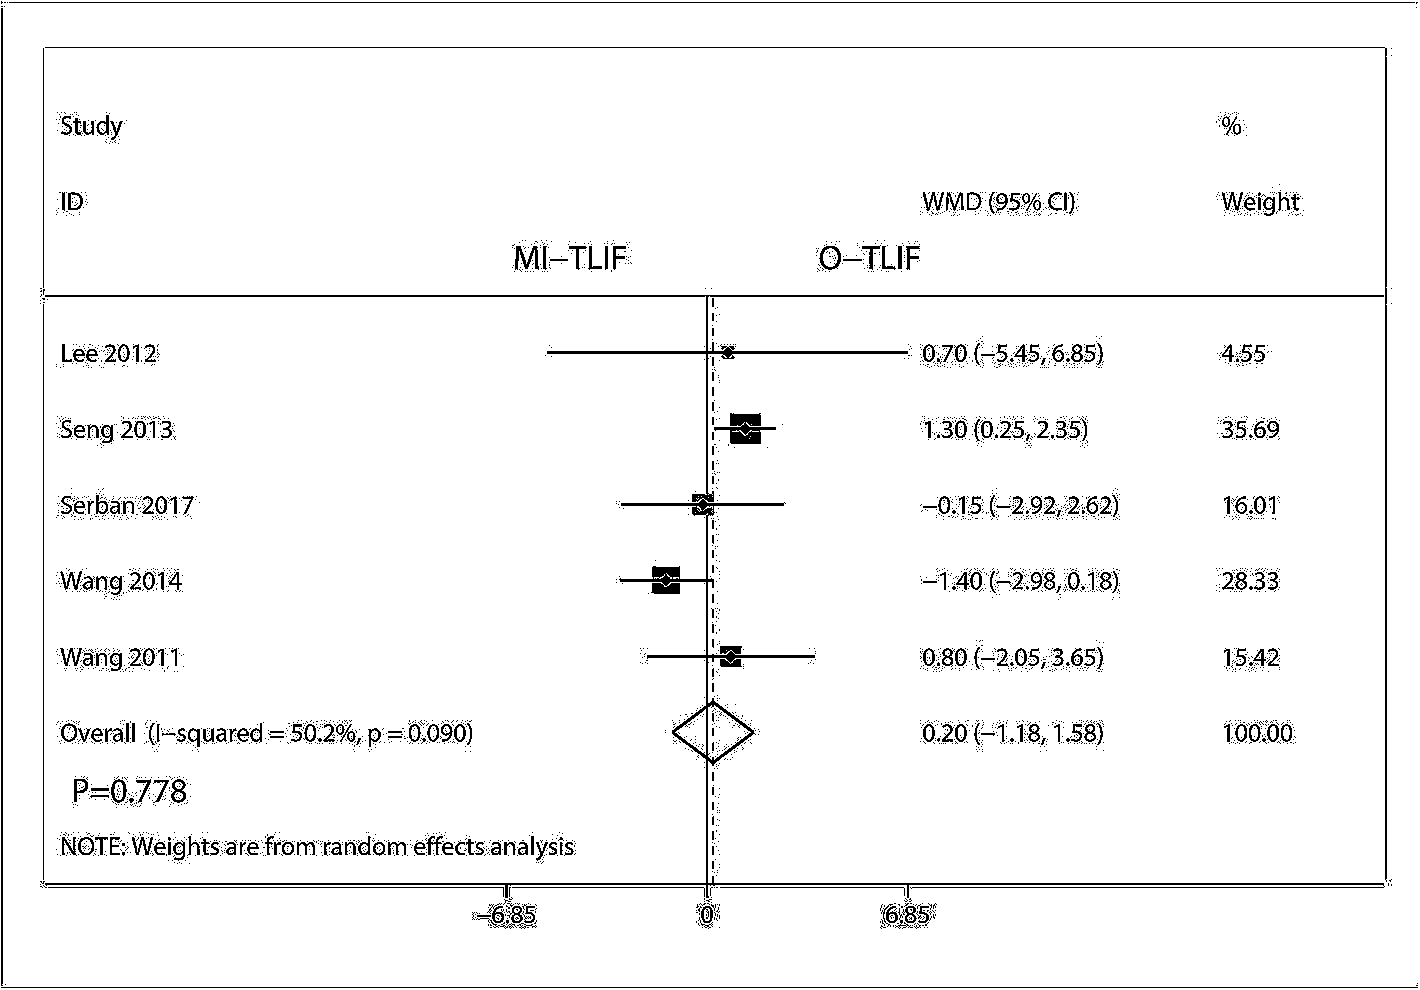 Study %
ID WMD (95% CI) Weight
MI−TLIF O−TLIF
Lee 2012 0.70 (−5.45, 6.85) 4.55
Seng 2013 1.30 (0.25, 2.35) 35.69
Serban 2017 −0.15 (−2.92, 2.62) 16.01
Wang 2014 −1.40 (−2.98, 0.18) 28.33
Wang 2011 0.80 (−2.05, 3.65) 15.42
Overall (I−squared = 50.2%, p = 0.090) 0.20 (−1.18, 1.58) 100.00
P=0.778
NOTE: Weights are from random effects analysis
−6.85 0 6.85